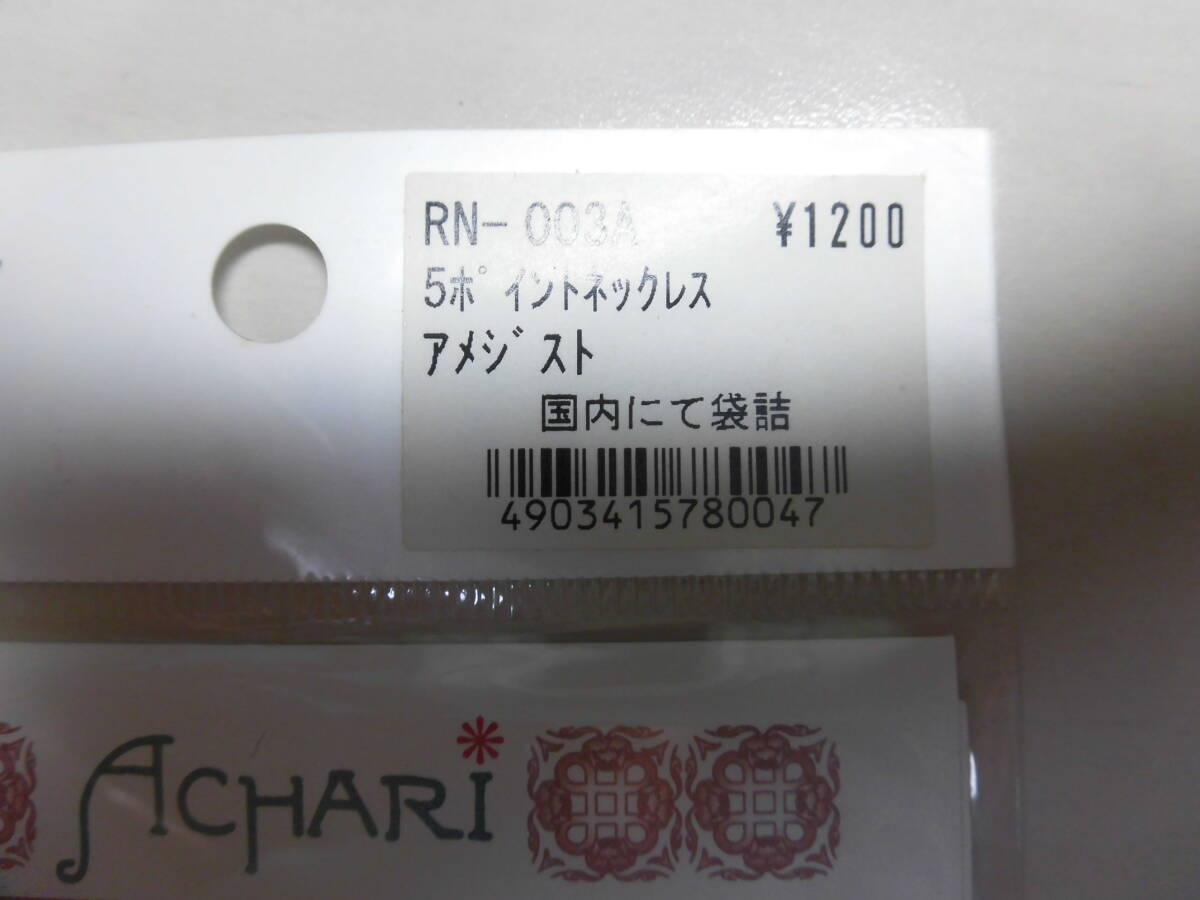 RN-003A ¥1200
5ﾎﾟｲﾝﾄﾈｯｸﾚｽ
ｱﾒｼﾞｽﾄ
国内にて袋詰
4903415780047
ACHARi